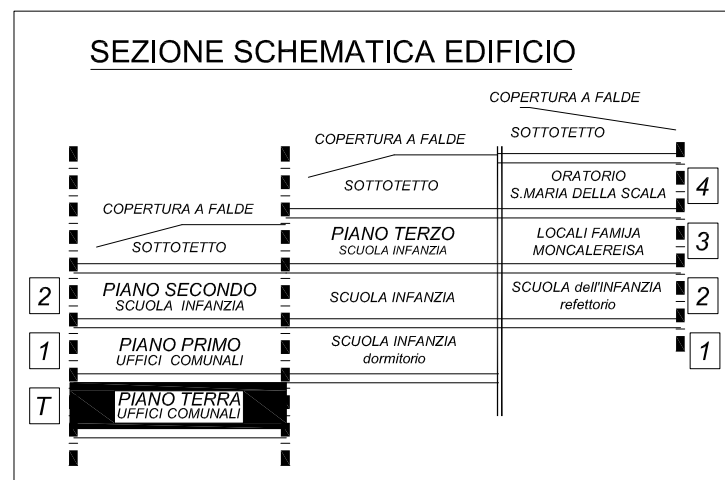 SEZIONE SCHEMATICA EDIFICIO
COPERTURA A FALDE
SOTTOTETTO
COPERTURA A FALDE
SOTTOTETTO
ORATORIO
S.MARIA DELLA SCALA
4
COPERTURA A FALDE
SOTTOTETTO
PIANO TERZO
SCUOLA INFANZIA
LOCALI FAMIJA
MONCALEREISA
3
2
PIANO SECONDO
SCUOLA INFANZIA
SCUOLA INFANZIA
SCUOLA dell'INFANZIA
refettorio
2
1
PIANO PRIMO
UFFICI COMUNALI
SCUOLA INFANZIA
dormitorio
1
T
PIANO TERRA
UFFICI COMUNALI